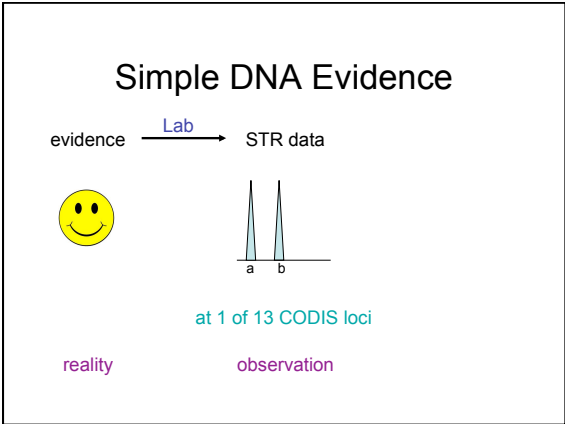 Simple DNA Evidence
Lab
evidence STR data
a b
at 1 of 13 CODIS loci
reality observation